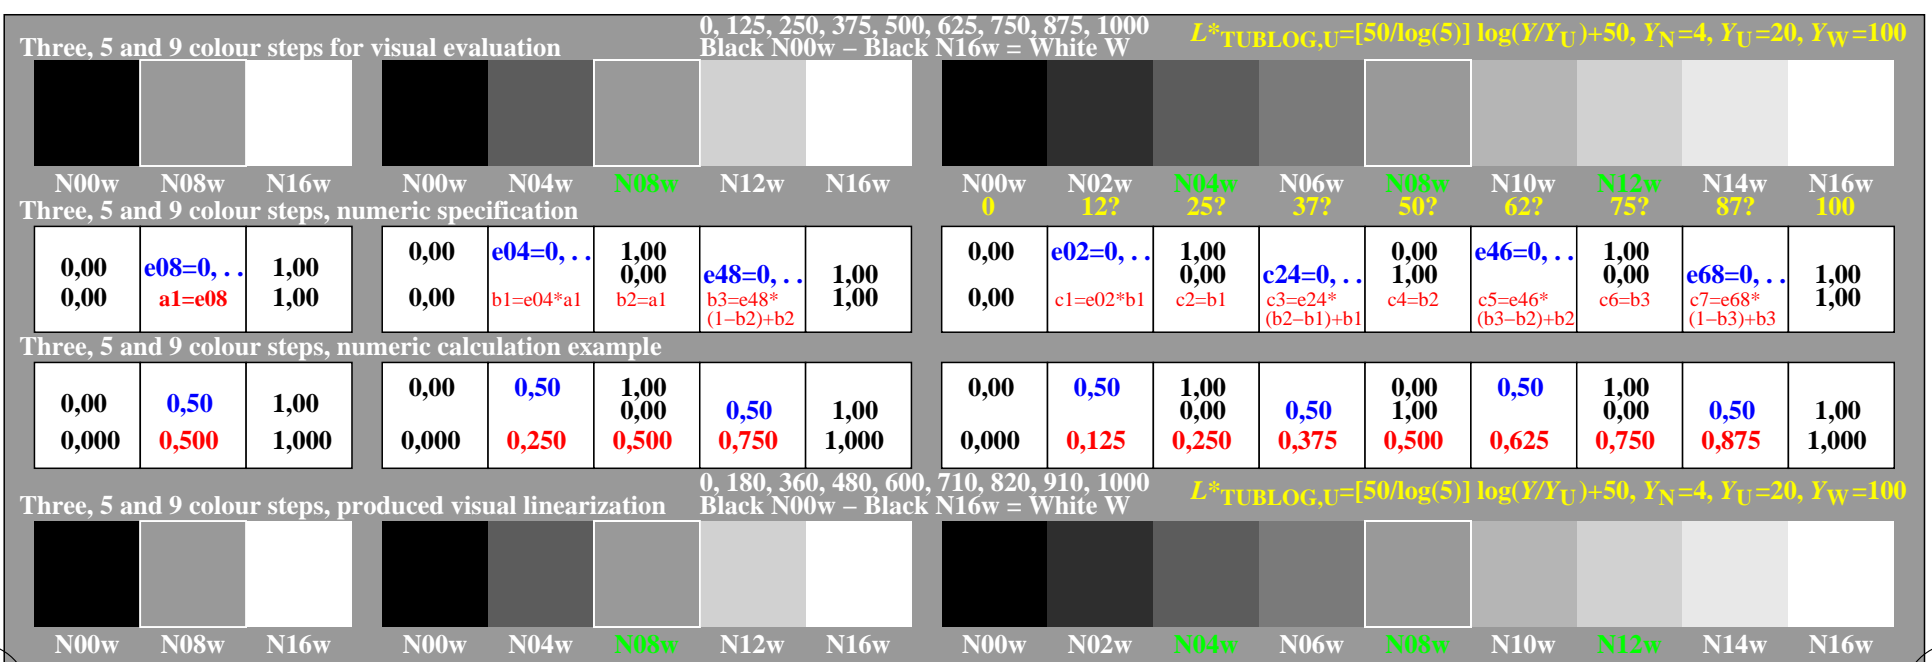 0, 125, 250, 375, 500, 625, 750, 875, 1000
Three, 5 and 9 colour steps for visual evaluation
Black N00w – Black N16w = White W
L*TUBLOG,U=[50/log(5)] log(Y/YU)+50, YN=4, YU=20, YW=100
N00w N08w N16w N00w N04w N08w N12w N16w N00w N02w N04w N06w N08w N10w N12w N14w N16w
Three, 5 and 9 colour steps, numeric specification
0 12? 25? 37? 50? 62? 75? 87? 100
0,00 e04=0, . . 1,00 0,00 e02=0, . . 1,00 0,00 e46=0, . . 1,00
0,00 e08=0, . . 1,00 0,00 e48=0, . . 1,00 0,00 c24=0, . . 1,00 0,00 e68=0, . . 1,00
0,00 a1=e08 1,00 0,00 b1=e04*a1 b2=a1 b3=e48* 1,00 0,00 c1=e02*b1 c2=b1 c3=e24* c4=b2 c5=e46* c6=b3 c7=e68* 1,00
(1–b2)+b2 (b2–b1)+b1 (b3–b2)+b2 (1–b3)+b3
Three, 5 and 9 colour steps, numeric calculation example
0,00 0,50 1,00 0,00 0,50 1,00 0,00 0,50 1,00
0,00 0,50 1,00 0,00 0,50 1,00 0,00 0,50 1,00 0,00 0,50 1,00
0,000 0,500 1,000 0,000 0,250 0,500 0,750 1,000 0,000 0,125 0,250 0,375 0,500 0,625 0,750 0,875 1,000
0, 180, 360, 480, 600, 710, 820, 910, 1000
Three, 5 and 9 colour steps, produced visual linearization
Black N00w – Black N16w = White W
L*TUBLOG,U=[50/log(5)] log(Y/YU)+50, YN=4, YU=20, YW=100
N00w N08w N16w N00w N04w N08w N12w N16w N00w N02w N04w N06w N08w N10w N12w N14w N16w